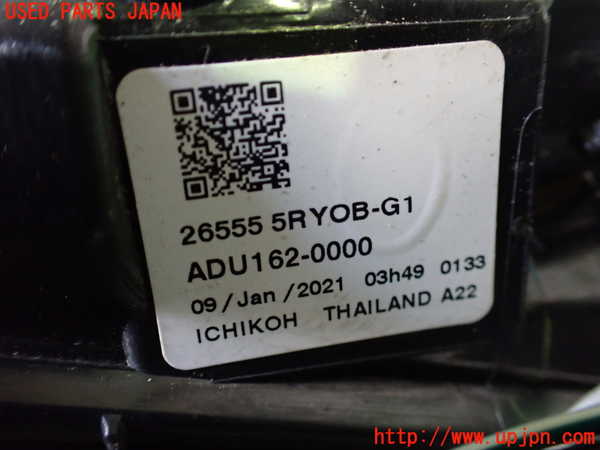 USED PARTS JAPAN
26555 5RYOB-G1
ADU162-0000
09/Jan/2021 03h49 0133
ICHIKOH THAILAND A22
http://www.upjpn.com/